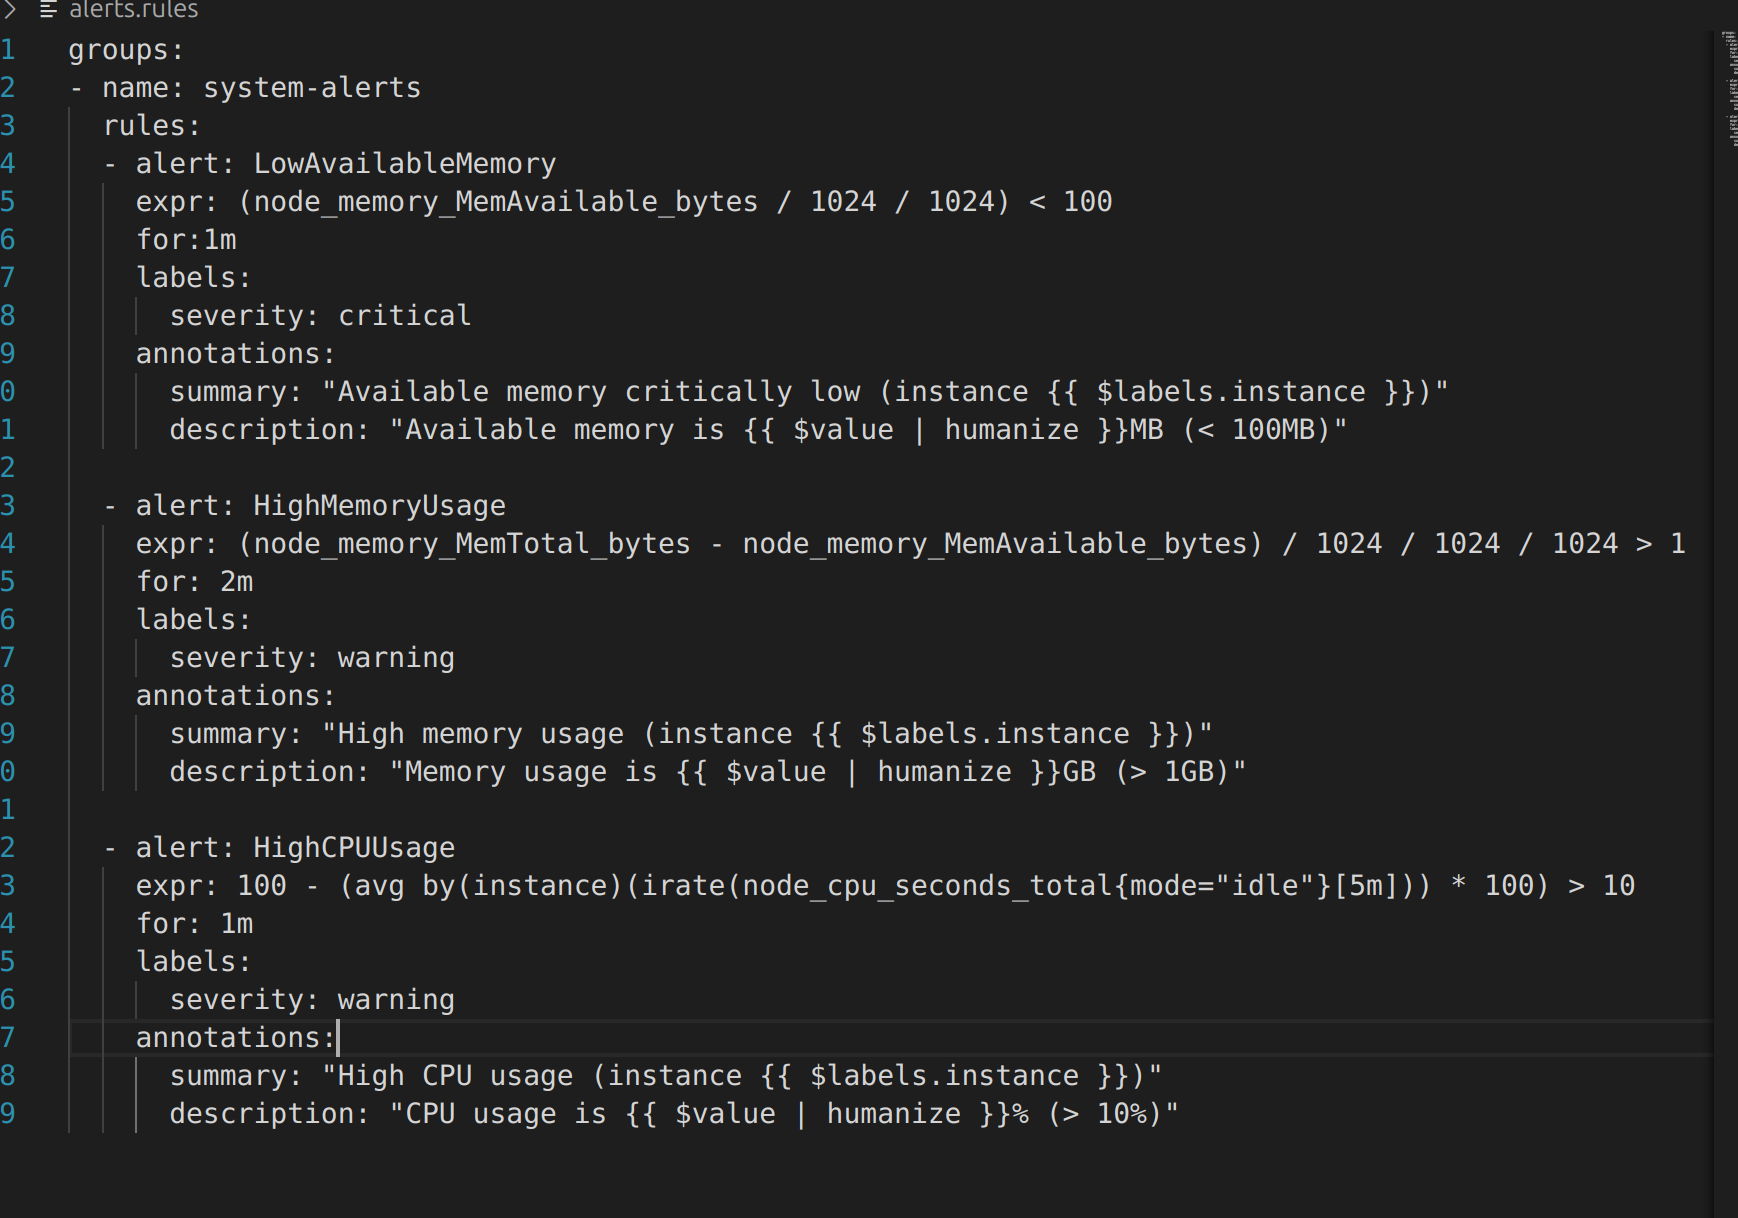 alerts.rules
1 groups:
2 - name: system-alerts
3   rules:
4   - alert: LowAvailableMemory
5     expr: (node_memory_MemAvailable_bytes / 1024 / 1024) < 100
6     for:1m
7     labels:
8       severity: critical
9     annotations:
0       summary: "Available memory critically low (instance {{ $labels.instance }})"
1       description: "Available memory is {{ $value | humanize }}MB (< 100MB)"
2
3   - alert: HighMemoryUsage
4     expr: (node_memory_MemTotal_bytes - node_memory_MemAvailable_bytes) / 1024 / 1024 / 1024 > 1
5     for: 2m
6     labels:
7       severity: warning
8     annotations:
9       summary: "High memory usage (instance {{ $labels.instance }})"
0       description: "Memory usage is {{ $value | humanize }}GB (> 1GB)"
1
2   - alert: HighCPUUsage
3     expr: 100 - (avg by(instance)(irate(node_cpu_seconds_total{mode="idle"}[5m])) * 100) > 10
4     for: 1m
5     labels:
6       severity: warning
7     annotations:
8       summary: "High CPU usage (instance {{ $labels.instance }})"
9       description: "CPU usage is {{ $value | humanize }}% (> 10%)"